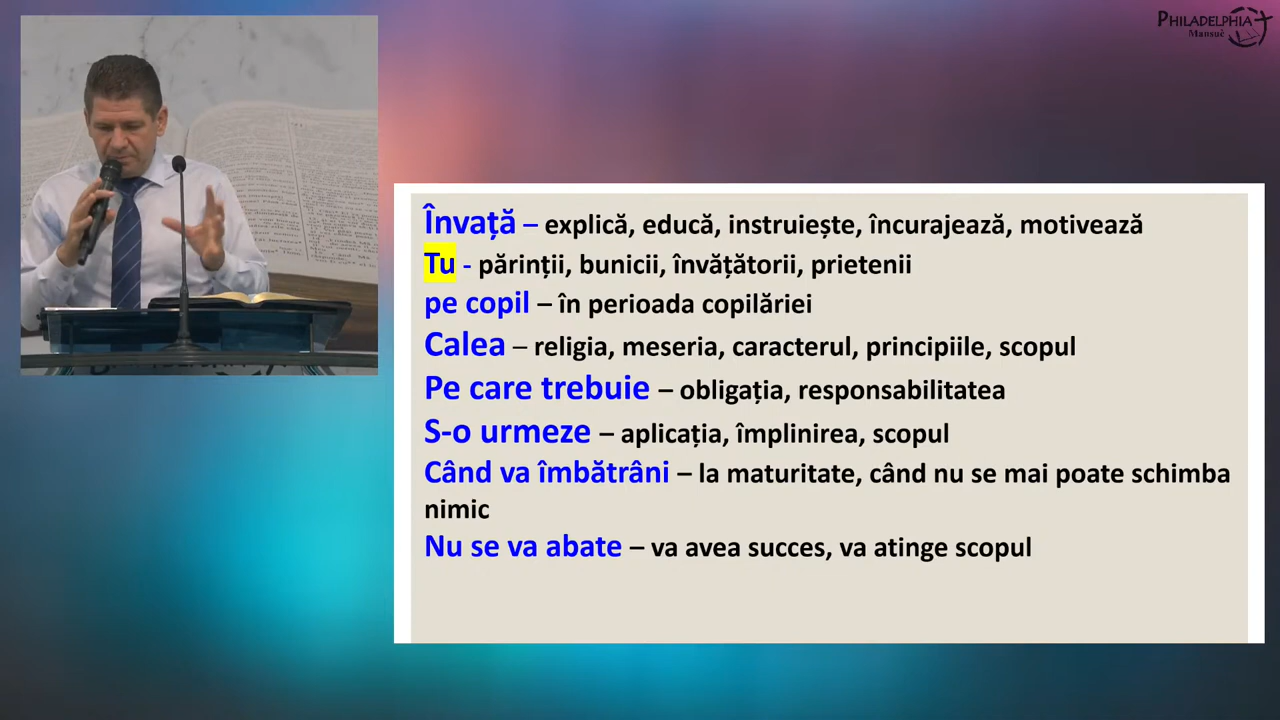 PHILADELPHIA
Mansuè
Învață – explică, educă, instruiește, încurajează, motivează
Tu - părinții, bunicii, învățătorii, prietenii
pe copil – în perioada copilăriei
Calea – religia, meseria, caracterul, principiile, scopul
Pe care trebuie – obligația, responsabilitatea
S-o urmeze – aplicația, împlinirea, scopul
Când va îmbătrâni – la maturitate, când nu se mai poate schimba
nimic
Nu se va abate – va avea succes, va atinge scopul